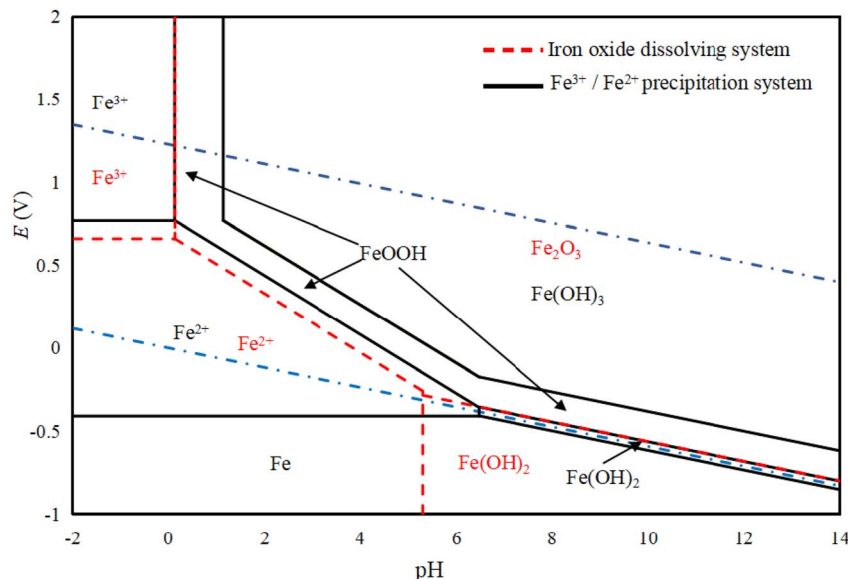 2
1.5
1
0.5
0
-0.5
-1
E (V)
-2
0
2
4
6
8
10
12
14
pH
Iron oxide dissolving system
Fe³⁺ / Fe²⁺ precipitation system
Fe³⁺
Fe³⁺
FeOOH
Fe₂O₃
Fe(OH)₃
Fe²⁺
Fe²⁺
Fe
Fe(OH)₂
Fe(OH)₂